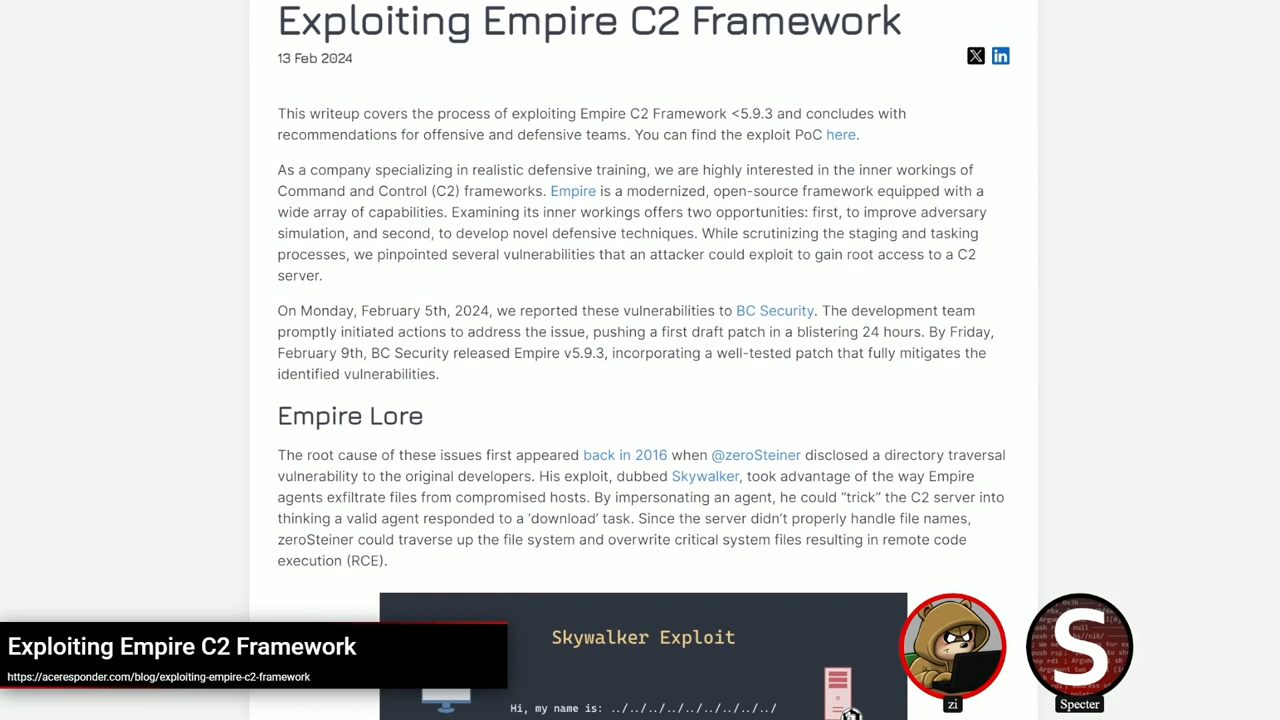 Exploiting Empire C2 Framework
13 Feb 2024
This writeup covers the process of exploiting Empire C2 Framework <5.9.3 and concludes with
recommendations for offensive and defensive teams. You can find the exploit PoC here.
As a company specializing in realistic defensive training, we are highly interested in the inner workings of
Command and Control (C2) frameworks. Empire is a modernized, open-source framework equipped with a
wide array of capabilities. Examining its inner workings offers two opportunities: first, to improve adversary
simulation, and second, to develop novel defensive techniques. While scrutinizing the staging and tasking
processes, we pinpointed several vulnerabilities that an attacker could exploit to gain root access to a C2
server.
On Monday, February 5th, 2024, we reported these vulnerabilities to BC Security. The development team
promptly initiated actions to address the issue, pushing a first draft patch in a blistering 24 hours. By Friday,
February 9th, BC Security released Empire v5.9.3, incorporating a well-tested patch that fully mitigates the
identified vulnerabilities.
Empire Lore
The root cause of these issues first appeared back in 2016 when @zeroSteiner disclosed a directory traversal
vulnerability to the original developers. His exploit, dubbed Skywalker, took advantage of the way Empire
agents exfiltrate files from compromised hosts. By impersonating an agent, he could “trick” the C2 server into
thinking a valid agent responded to a ‘download’ task. Since the server didn’t properly handle file names,
zeroSteiner could traverse up the file system and overwrite critical system files resulting in remote code
execution (RCE).
Skywalker Exploit
Hi, my name is: ../../../../../../../../../
Exploiting Empire C2 Framework
https://aceresponder.com/blog/exploiting-empire-c2-framework
zi
S
Specter